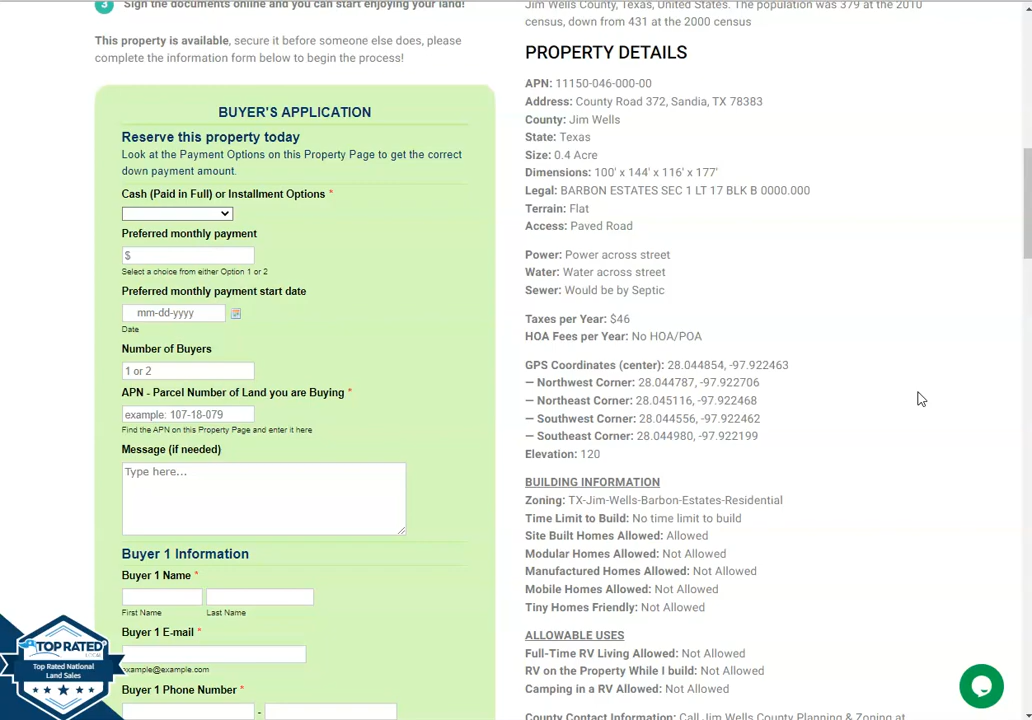 3 Sign the documents online and you can start enjoying your land!
This property is available, secure it before someone else does, please
complete the information form below to begin the process!
BUYER'S APPLICATION
Reserve this property today
Look at the Payment Options on this Property Page to get the correct
down payment amount.
Cash (Paid in Full) or Installment Options *
Preferred monthly payment
$
Select a choice from either Option 1 or 2
Preferred monthly payment start date
mm-dd-yyyy
Date
Number of Buyers
1 or 2
APN - Parcel Number of Land you are Buying *
example: 107-18-079
Find the APN on this Property Page and enter it here
Message (if needed)
Type here...
Buyer 1 Information
Buyer 1 Name *
First Name Last Name
Buyer 1 E-mail *
example@example.com
Buyer 1 Phone Number *
-
TOP RATED
Top Rated National
Land Sales
Jim Wells County, Texas, United States. The population was 379 at the 2010
census, down from 431 at the 2000 census
PROPERTY DETAILS
APN: 11150-046-000-00
Address: County Road 372, Sandia, TX 78383
County: Jim Wells
State: Texas
Size: 0.4 Acre
Dimensions: 100' x 144' x 116' x 177'
Legal: BARBON ESTATES SEC 1 LT 17 BLK B 0000.000
Terrain: Flat
Access: Paved Road
Power: Power across street
Water: Water across street
Sewer: Would be by Septic
Taxes per Year: $46
HOA Fees per Year: No HOA/POA
GPS Coordinates (center): 28.044854, -97.922463
— Northwest Corner: 28.044787, -97.922706
— Northeast Corner: 28.045116, -97.922468
— Southwest Corner: 28.044556, -97.922462
— Southeast Corner: 28.044980, -97.922199
Elevation: 120
BUILDING INFORMATION
Zoning: TX-Jim-Wells-Barbon-Estates-Residential
Time Limit to Build: No time limit to build
Site Built Homes Allowed: Allowed
Modular Homes Allowed: Not Allowed
Manufactured Homes Allowed: Not Allowed
Mobile Homes Allowed: Not Allowed
Tiny Homes Friendly: Not Allowed
ALLOWABLE USES
Full-Time RV Living Allowed: Not Allowed
RV on the Property While I build: Not Allowed
Camping in a RV Allowed: Not Allowed
County Contact Information: Call Jim Wells County Planning & Zoning at